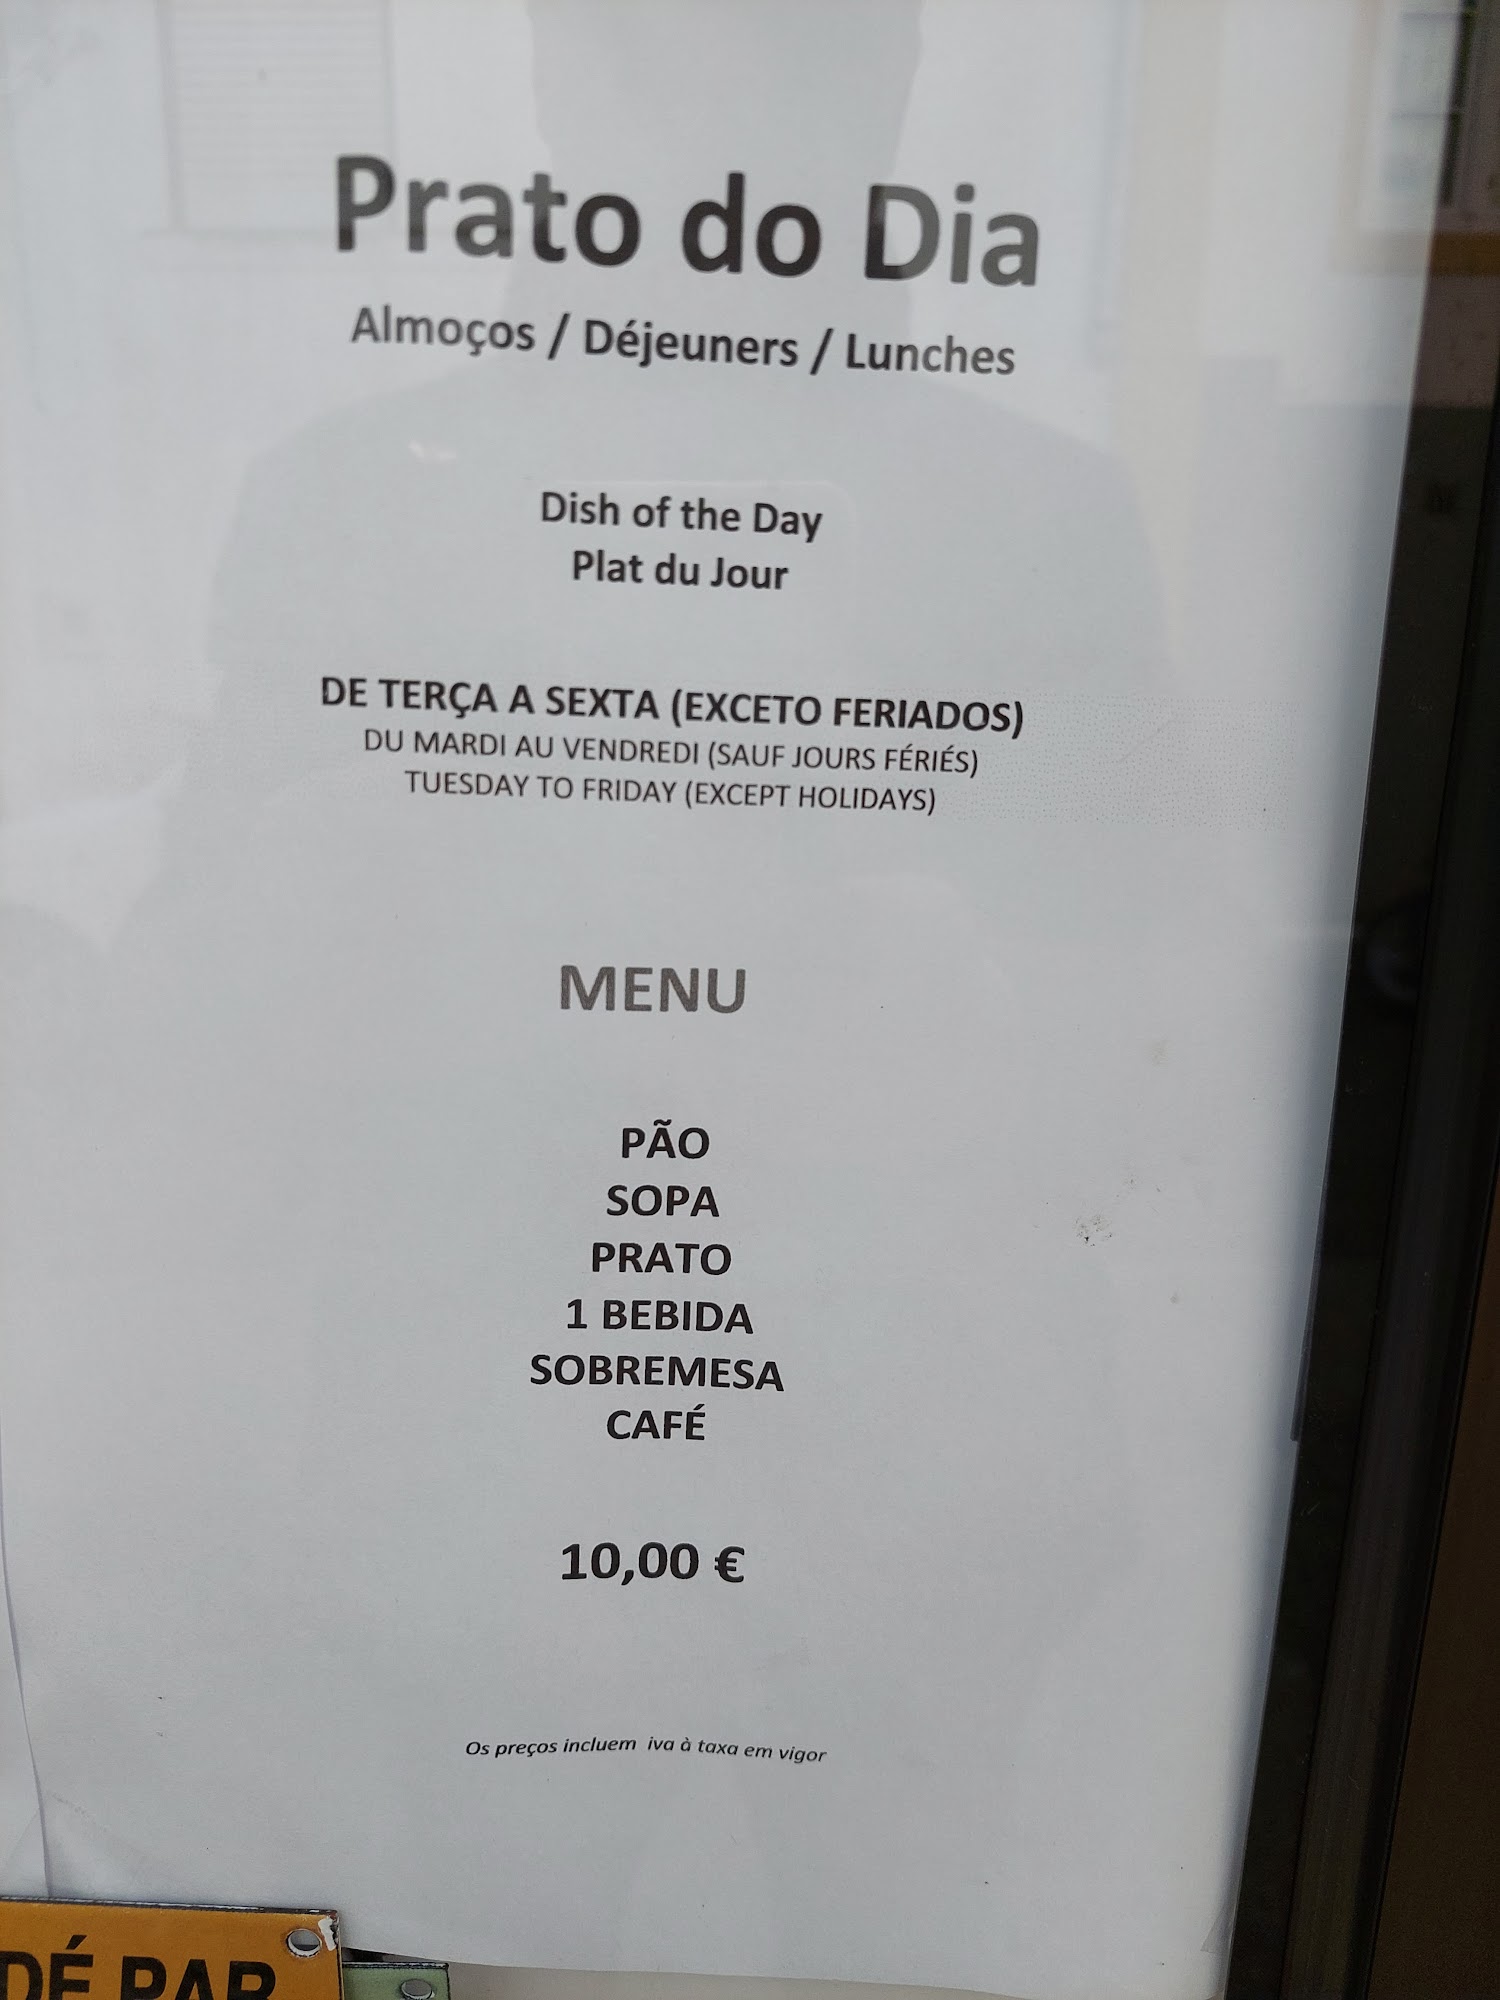 Prato do Dia
Almoços / Déjeuners / Lunches
Dish of the Day
Plat du Jour
DE TERÇA A SEXTA (EXCETO FERIADOS)
DU MARDI AU VENDREDI (SAUF JOURS FÉRIÉS)
TUESDAY TO FRIDAY (EXCEPT HOLIDAYS)
MENU
PÃO
SOPA
PRATO
1 BEBIDA
SOBREMESA
CAFÉ
10,00 €
Os preços incluem iva à taxa em vigor
DÉ PAR